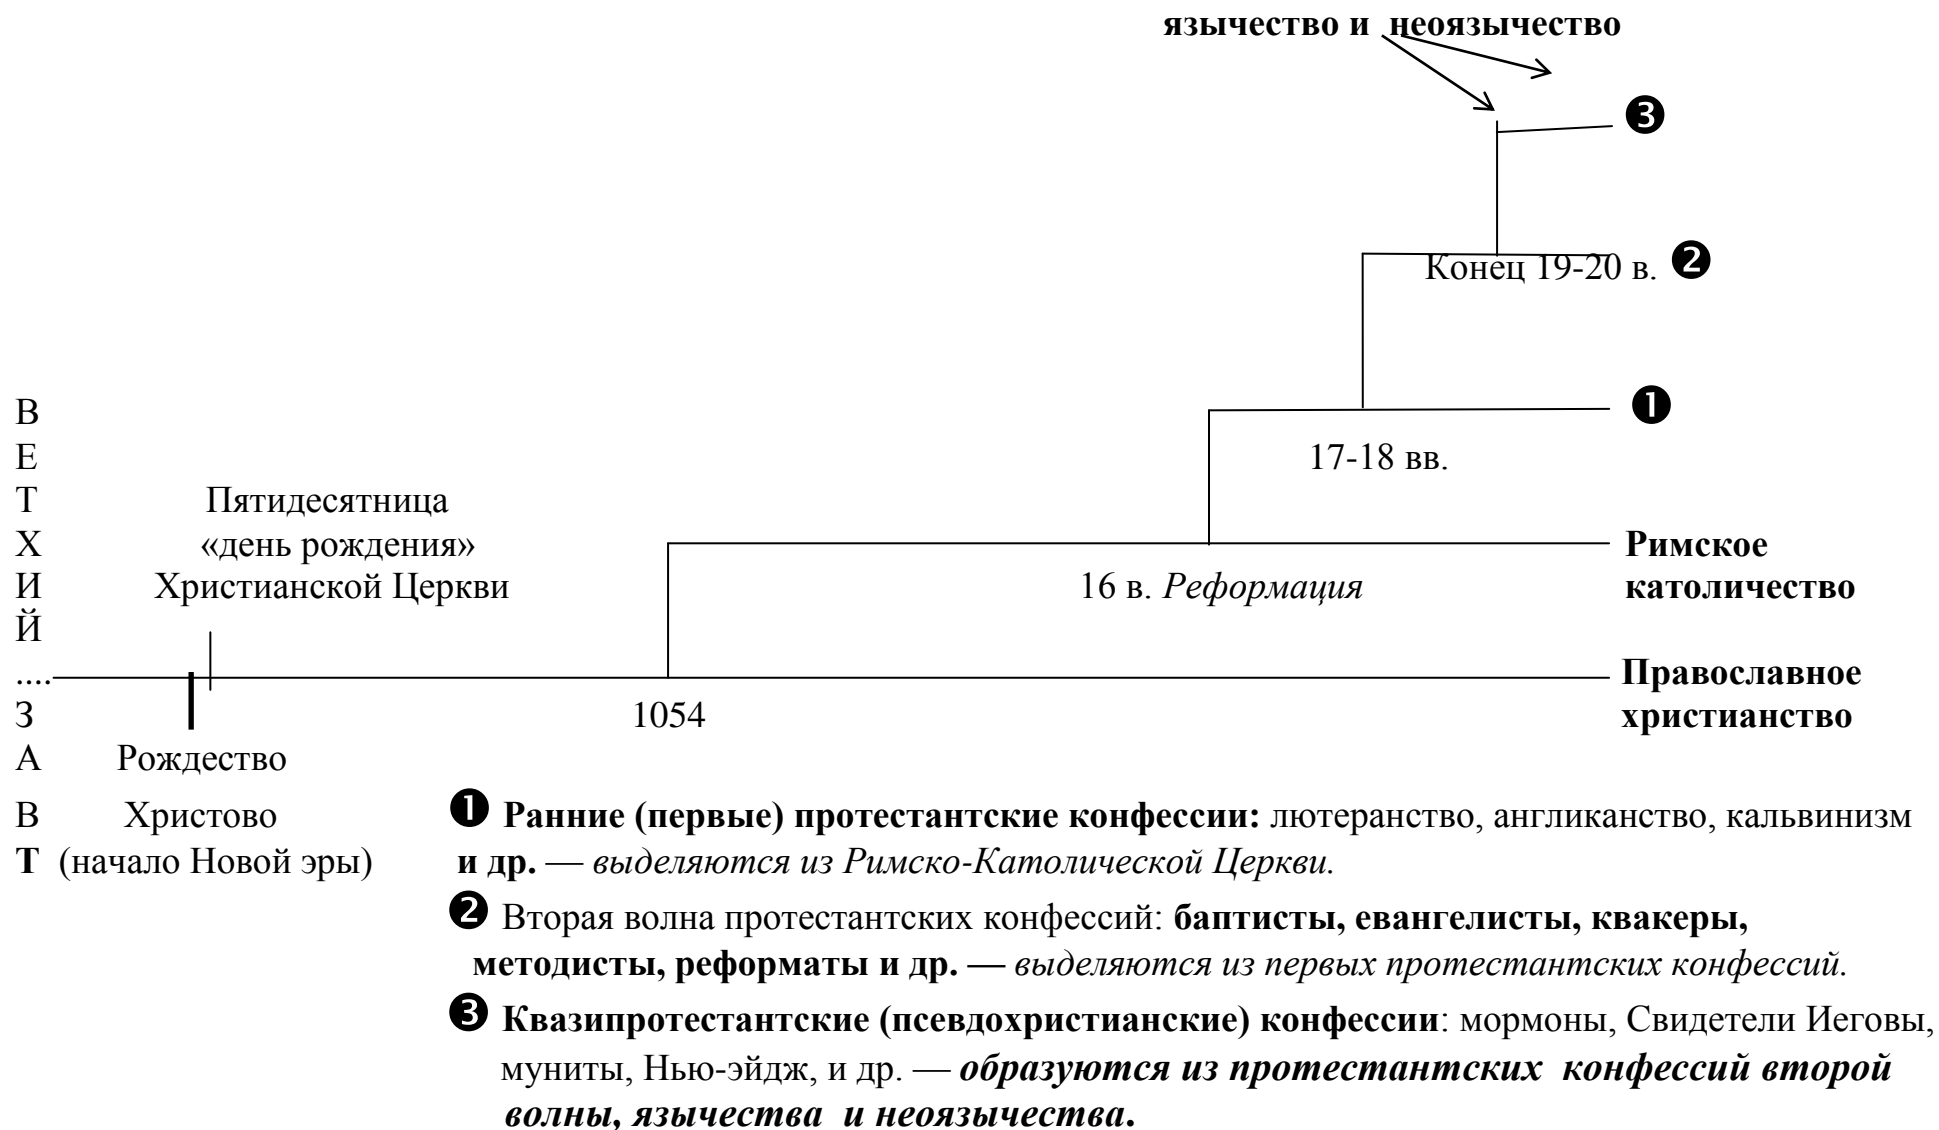 язычество и неоязычество
❸
Конец 19-20 в. ❷
❶
17-18 вв.
В
Е
Т
Х
И
Й
....
З
А
В
Т
Пятидесятница
«день рождения»
Христианской Церкви
16 в. Реформация
Римское
католичество
Православное
христианство
1054
Рождество
Христово
(начало Новой эры)
❶ Ранние (первые) протестантские конфессии: лютеранство, англиканство, кальвинизм
и др. — выделяются из Римско-Католической Церкви.
❷ Вторая волна протестантских конфессий: баптисты, евангелисты, квакеры,
методисты, реформаты и др. — выделяются из первых протестантских конфессий.
❸ Квазипротестантские (псевдохристианские) конфессии: мормоны, Свидетели Иеговы,
муниты, Нью-эйдж, и др. — образуются из протестантских конфессий второй
волны, язычества и неоязычества.